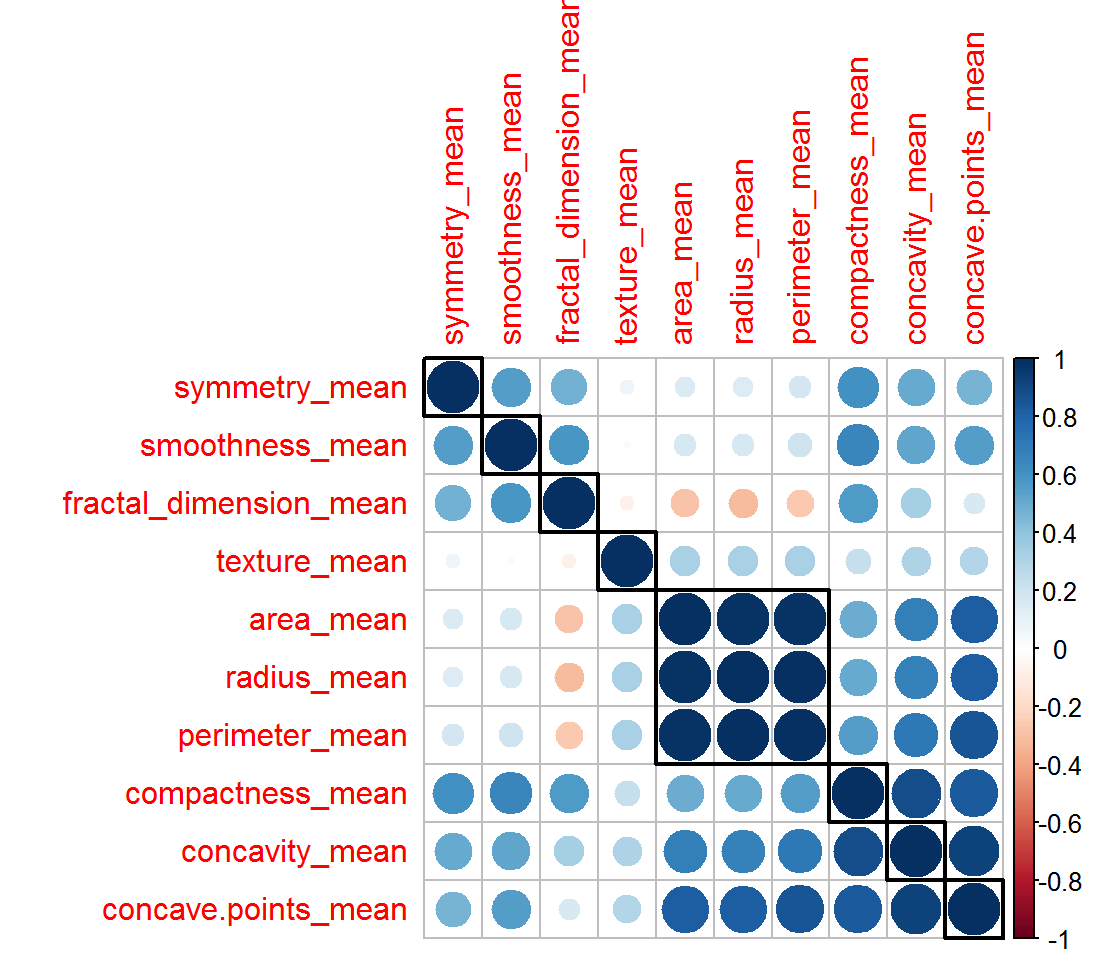 symmetry_mean
smoothness_mean
fractal_dimension_mean
texture_mean
area_mean
radius_mean
perimeter_mean
compactness_mean
concavity_mean
concave.points_mean
symmetry_mean
smoothness_mean
fractal_dimension_mean
texture_mean
area_mean
radius_mean
perimeter_mean
compactness_mean
concavity_mean
concave.points_mean
1
0.8
0.6
0.4
0.2
0
-0.2
-0.4
-0.6
-0.8
-1